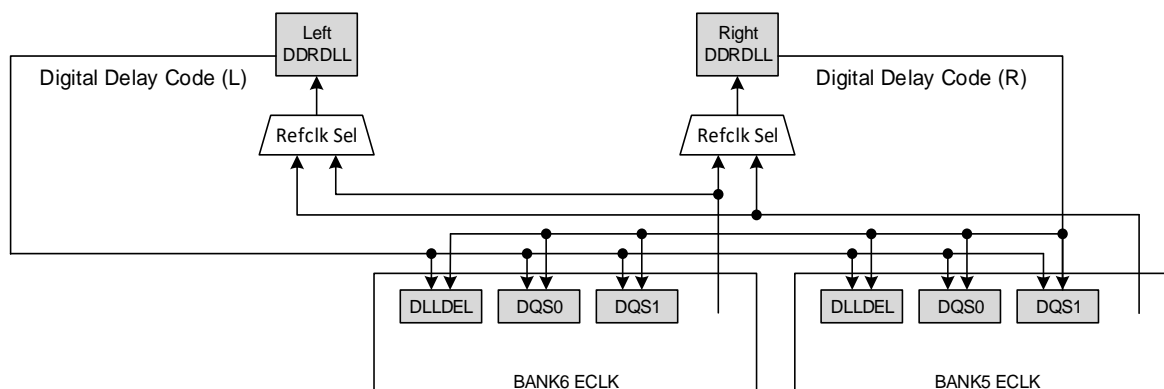 Left
DDRDLL
Right
DDRDLL
Digital Delay Code (L)
Digital Delay Code (R)
Refclk Sel
Refclk Sel
DLLDEL
DQS0
DQS1
DLLDEL
DQS0
DQS1
BANK6 ECLK
BANK5 ECLK